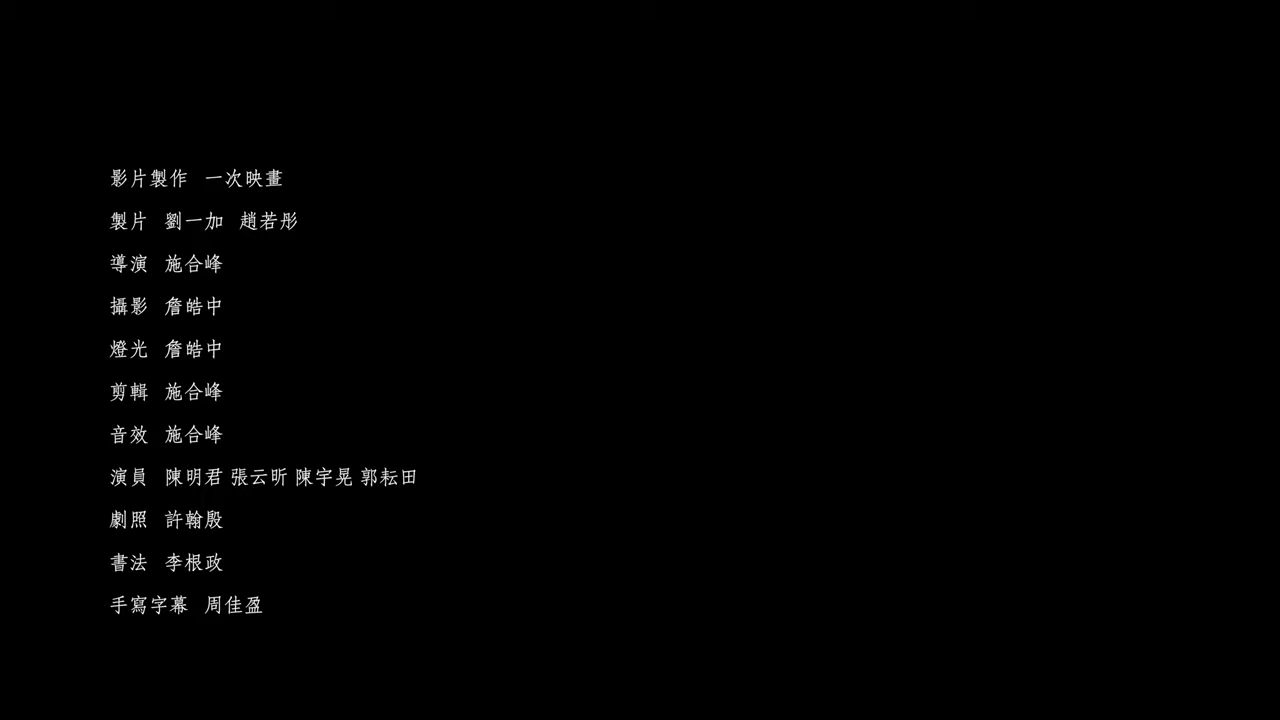 影片製作 一次映畫
製片 劉一加 趙若彤
導演 施合峰
攝影 詹皓中
燈光 詹皓中
剪輯 施合峰
音效 施合峰
演員 陳明君 張云昕 陳宇晃 郭耘田
劇照 許翰殷
書法 李根政
手寫字幕 周佳盈